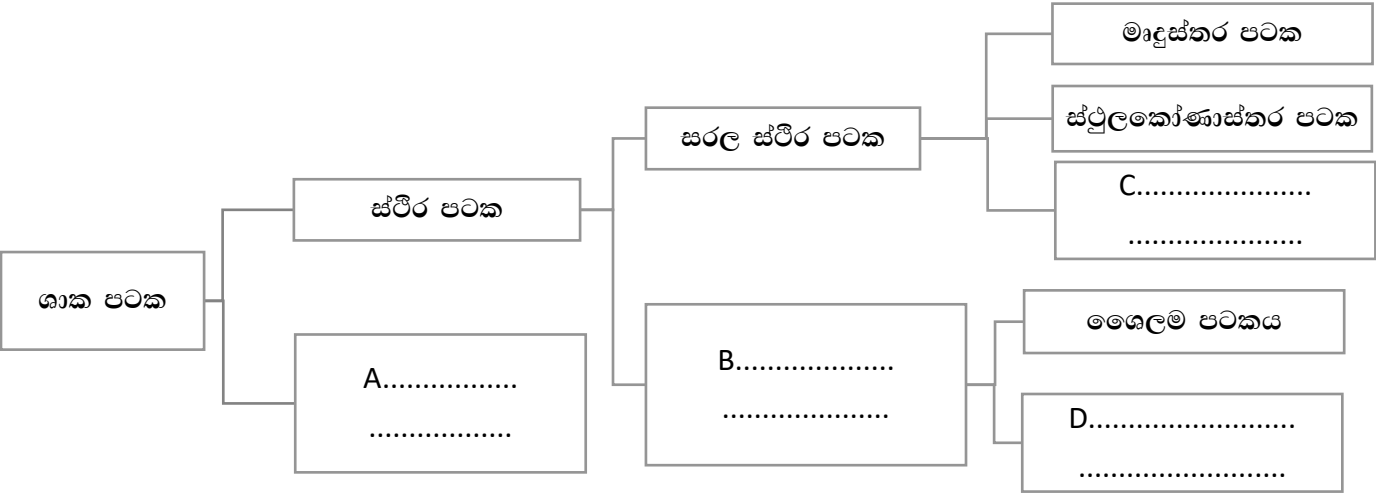 ශාක පටක
ස්ථිර පටක
A.................
..................
සරල ස්ථිර පටක
B....................
.....................
මෘදුස්තර පටක
ස්ථුලකෝණාස්තර පටක
C......................
......................
ශෛලම පටකය
D..........................
..........................